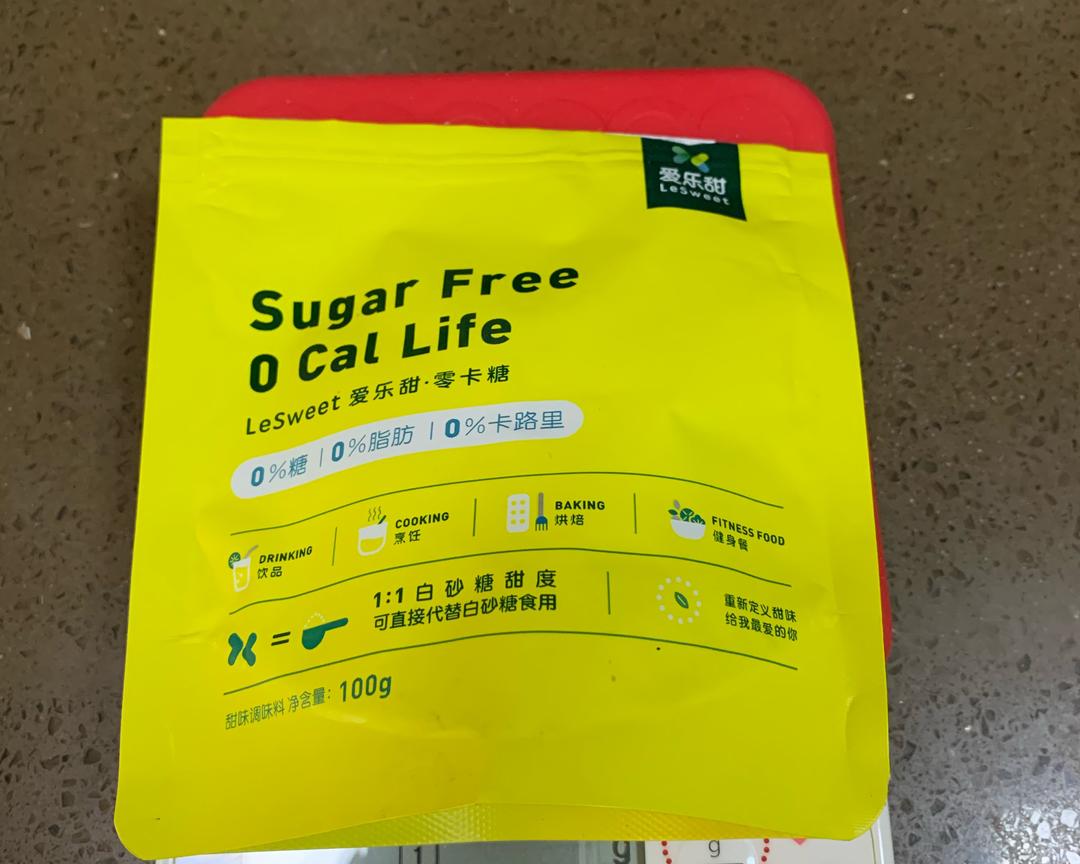 爱乐甜
LeSweet
Sugar Free
0 Cal Life
LeSweet 爱乐甜·零卡糖
0%糖 | 0%脂肪 | 0%卡路里
DRINKING
饮品
COOKING
烹饪
BAKING
烘焙
FITNESS FOOD
健身餐
=
1:1白砂糖甜度
可直接代替白砂糖食用
重新定义甜味
给我最爱的你
甜味调味料 净含量: 100g
g
g